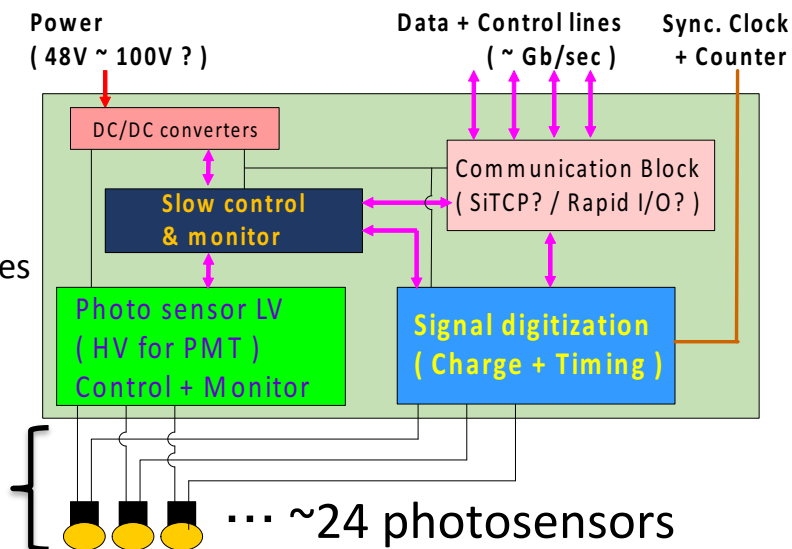 Power
( 48V ~ 100V ? )
Data + Control lines
( ~ Gb/sec )
Sync. Clock
+ Counter
DC/DC converters
Communication Block
( SiTCP? / Rapid I/O? )
Slow control
& monitor
es
Photo sensor LV
( HV for PMT )
Control + Monitor
Signal digitization
( Charge + Timing )
... ~24 photosensors